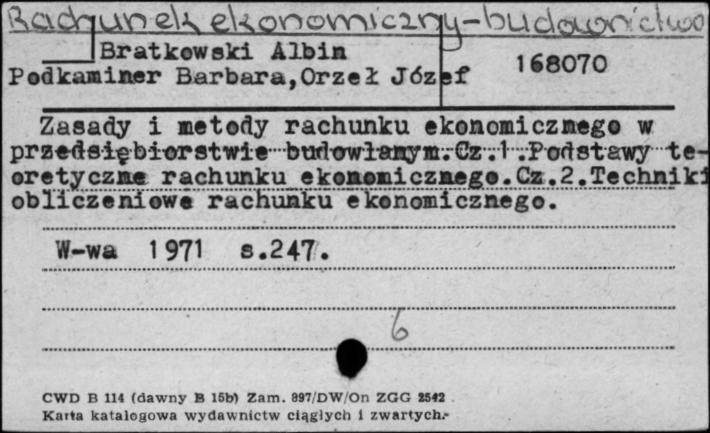 Rachunek ekonomiczny-budownictwo
Bratkowski Albin
Podkaminer Barbara,Orzeł Józef
168070
Zasady i metody rachunku ekonomicznego w
przedsiębiorstwie budowlanym.Cz.1.Podstawy te-
oretyczne rachunku ekonomicznego.Cz.2.Techniki
obliczeniowe rachunku ekonomicznego.
W-wa 1971 s.247.
6
CWD B 114 (dawny B 15b) Zam. 897/DW/On ZGG 2542
Karta katalogowa wydawnictw ciągłych i zwartych.-